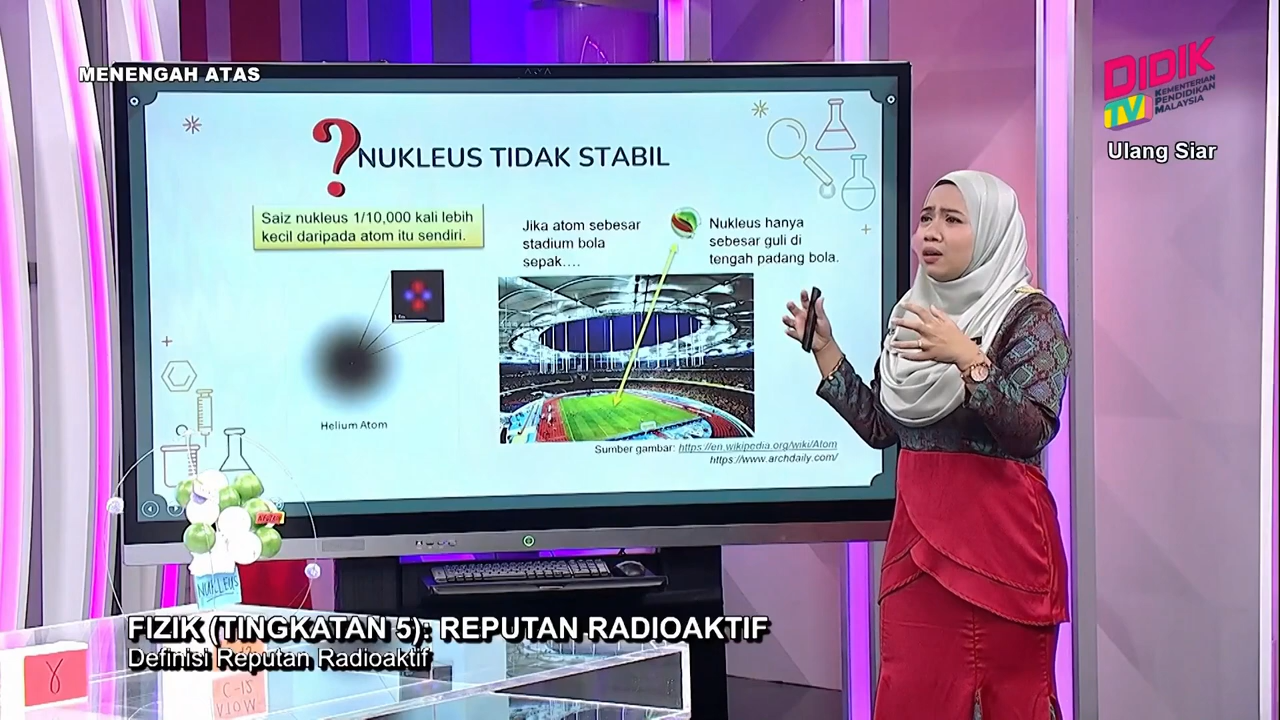 MENENGAH ATAS
DIDIK
TV
KEMENTERIAN
PENDIDIKAN
MALAYSIA
Ulang Siar
?
NUKLEUS TIDAK STABIL
Saiz nukleus 1/10,000 kali lebih
kecil daripada atom itu sendiri.
Jika atom sebesar
stadium bola
sepak....
Nukleus hanya
sebesar guli di
tengah padang bola.
Helium Atom
Sumber gambar: https://en.wikipedia.org/wiki/Atom
https://www.archdaily.com/
NUKLEUS
FIZIK (TINGKATAN 5): REPUTAN RADIOAKTIF
Definisi Reputan Radioaktif
γ